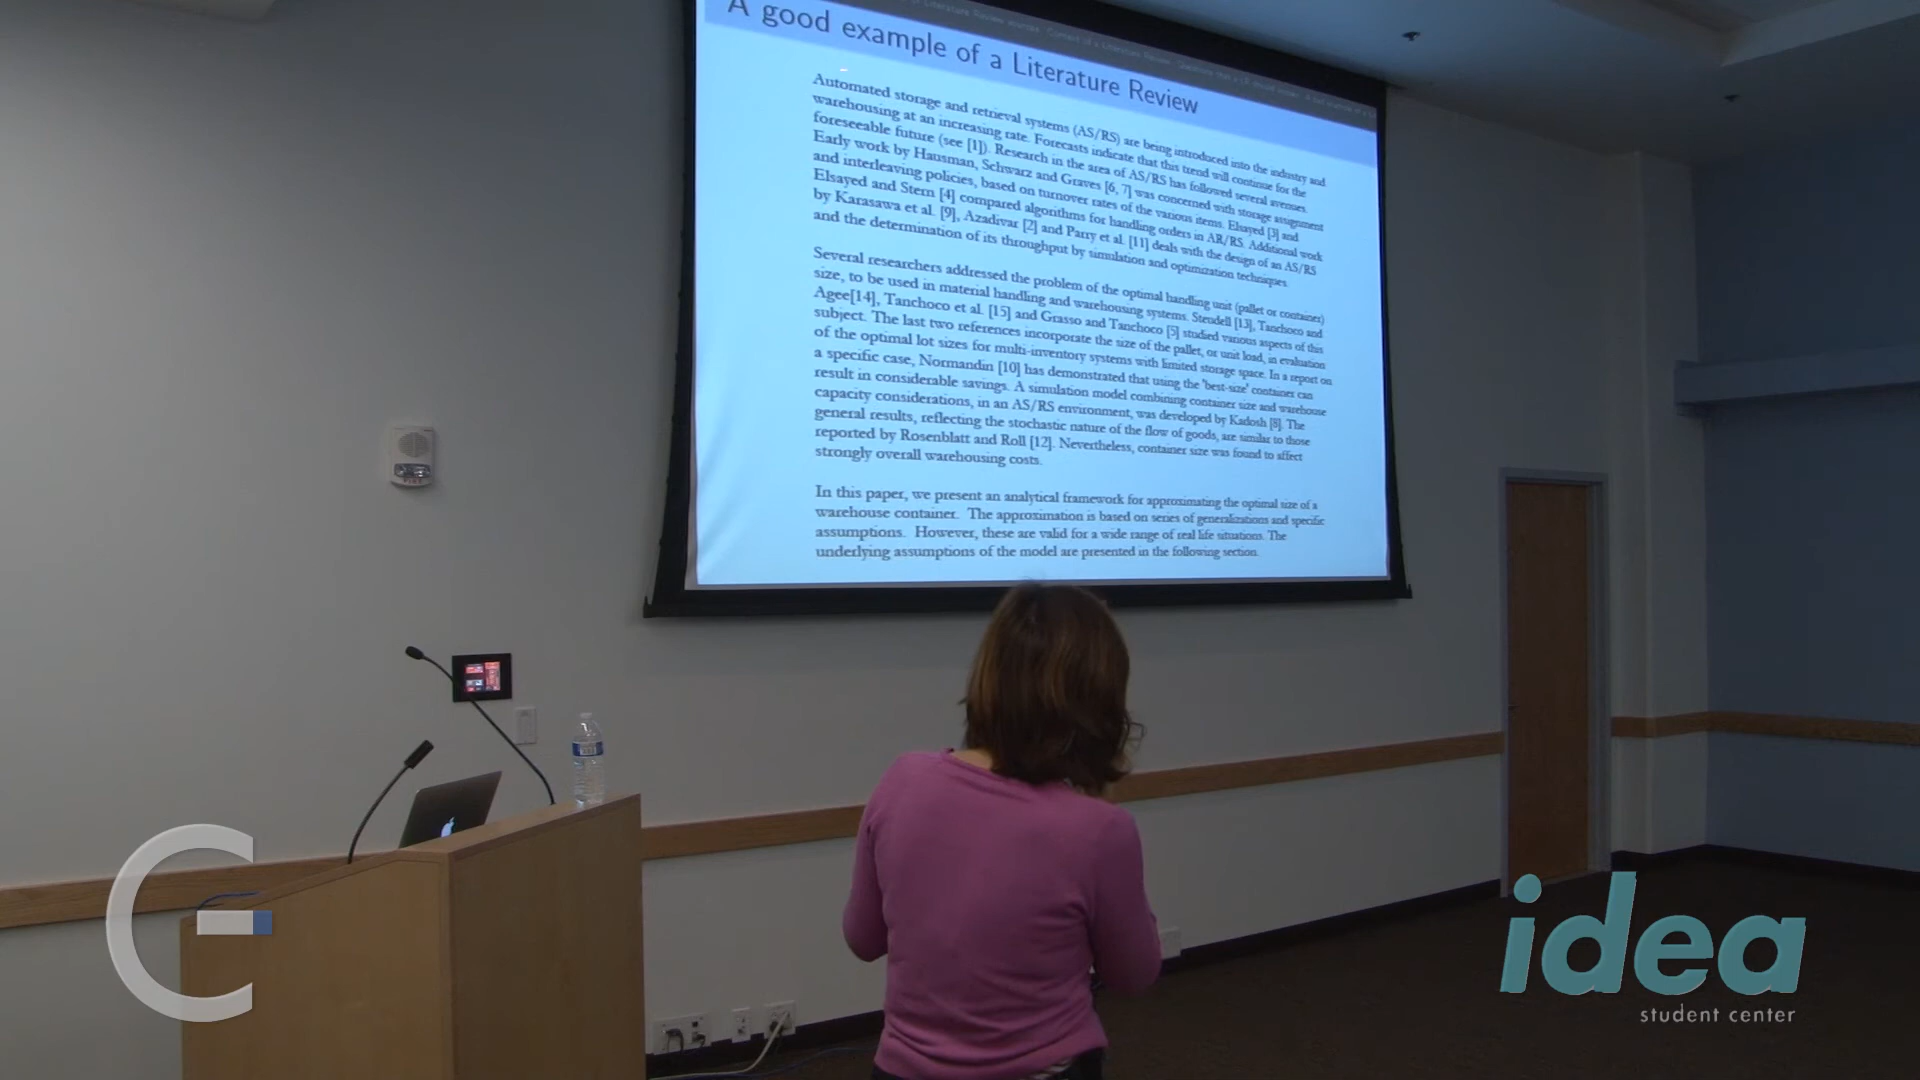 A good example of a Literature Review
Automated storage and retrieval systems (AS/RS) are being introduced into the industry and
warehousing at an increasing rate. Forecasts indicate that this trend will continue for the
foreseeable future (see [1]). Research in the area of AS/RS has followed several avenues.
Early work by Hausman, Schwarz and Graves [6, 7] was concerned with storage assignment
and interleaving policies, based on turnover rates of the various items. Elsayed [3] and
Elsayed and Stern [4] compared algorithms for handling orders in AR/RS. Additional work
by Karasawa et al. [9], Azadivar [2] and Parry et al. [11] deals with the design of an AS/RS
and the determination of its throughput by simulation and optimization techniques.
Several researchers addressed the problem of the optimal handling unit (pallet or container)
size, to be used in material handling and warehousing systems. Steudell [13], Tanchoco and
Agee[14], Tanchoco et al. [15] and Grasso and Tanchoco [5] studied various aspects of this
subject. The last two references incorporate the size of the pallet, or unit load, in evaluation
of the optimal lot sizes for multi-inventory systems with limited storage space. In a report on
a specific case, Normandin [10] has demonstrated that using the 'best-size' container can
result in considerable savings. A simulation model combining container size and warehouse
capacity considerations, in an AS/RS environment, was developed by Kadosh [8]. The
general results, reflecting the stochastic nature of the flow of goods, are similar to those
reported by Rosenblatt and Roll [12]. Nevertheless, container size was found to affect
strongly overall warehousing costs.
In this paper, we present an analytical framework for approximating the optimal size of a
warehouse container. The approximation is based on series of generalizations and specific
assumptions. However, these are valid for a wide range of real life situations. The
underlying assumptions of the model are presented in the following section.
FIRE
idea
student center